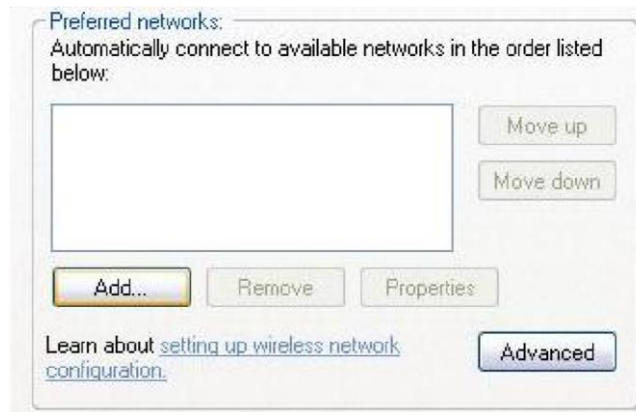 Preferred networks:
Automatically connect to available networks in the order listed
below:
Move up
Move down
Add...
Remove
Properties
Learn about setting up wireless network
configuration.
Advanced